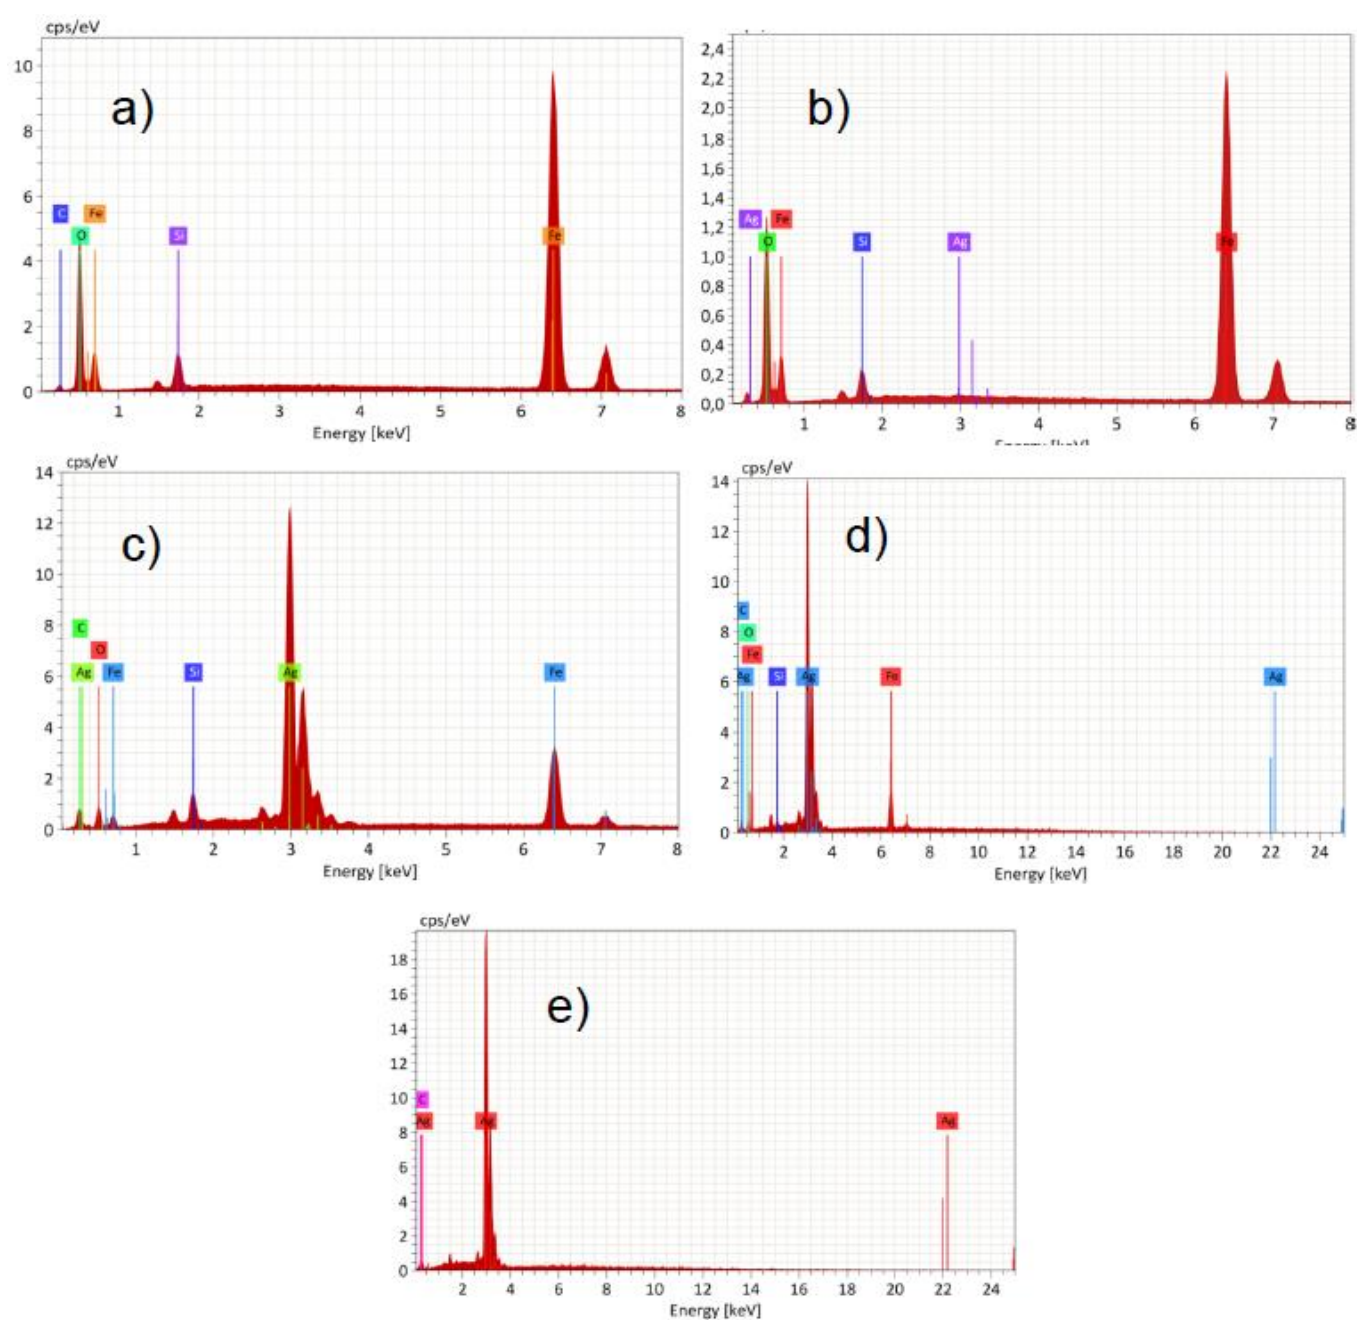 cps/eV
a)
10
8
6
4
2
0
C
Fe
O
Si
Fe
1 2 3 4 5 6 7 8
Energy [keV]
b)
2,4
2,2
2,0
1,8
1,6
1,4
1,2
1,0
0,8
0,6
0,4
0,2
0,0
Ag
Fe
O
Si
Ag
Fe
1 2 3 4 5 6 7 8
cps/eV
c)
14
12
10
8
6
4
2
0
C
O
Ag
Fe
Si
Ag
Fe
1 2 3 4 5 6 7 8
Energy [keV]
cps/eV
d)
14
12
10
8
6
4
2
0
C
O
Fe
Ag
Si
Ag
Fe
Ag
2 4 6 8 10 12 14 16 18 20 22 24
Energy [keV]
cps/eV
e)
18
16
14
12
10
8
6
4
2
0
C
Ag
Ag
Ag
2 4 6 8 10 12 14 16 18 20 22 24
Energy [keV]